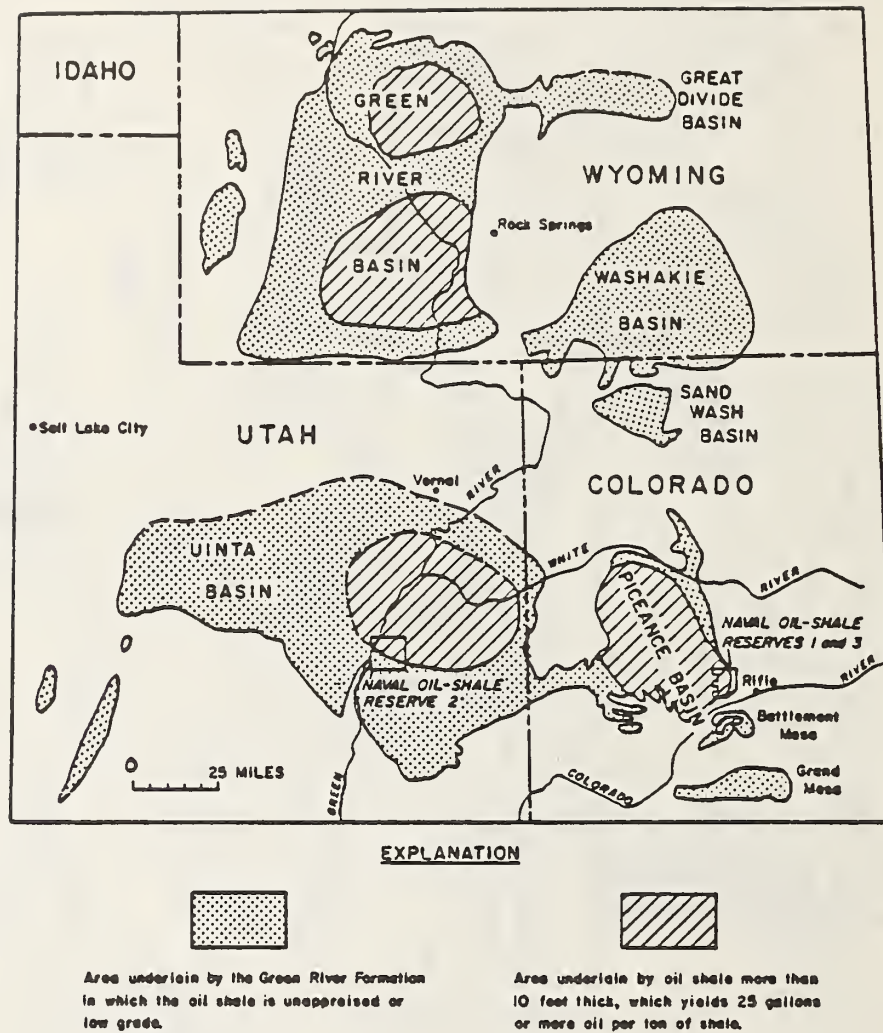 IDAHO
GREEN
RIVER
BASIN
GREAT
DIVIDE
BASIN
WYOMING
Rock Springs
WASHAKIE
BASIN
SAND
WASH
BASIN
Salt Lake City
UTAH
Vernal
RIVER
COLORADO
UINTA
BASIN
WHITE
RIVER
PICEANCE BASIN
NAVAL OIL-SHALE
RESERVES 1 and 3
RIVER
Rifle
NAVAL OIL-SHALE
RESERVE 2
Battlement
Mesa
25 MILES
GREEN
COLORADO
Grand
Mesa
EXPLANATION
Area underlain by the Green River Formation
in which the oil shale is unappraised or
low grade.
Area underlain by oil shale more than
10 feet thick, which yields 25 gallons
or more oil per ton of shale.